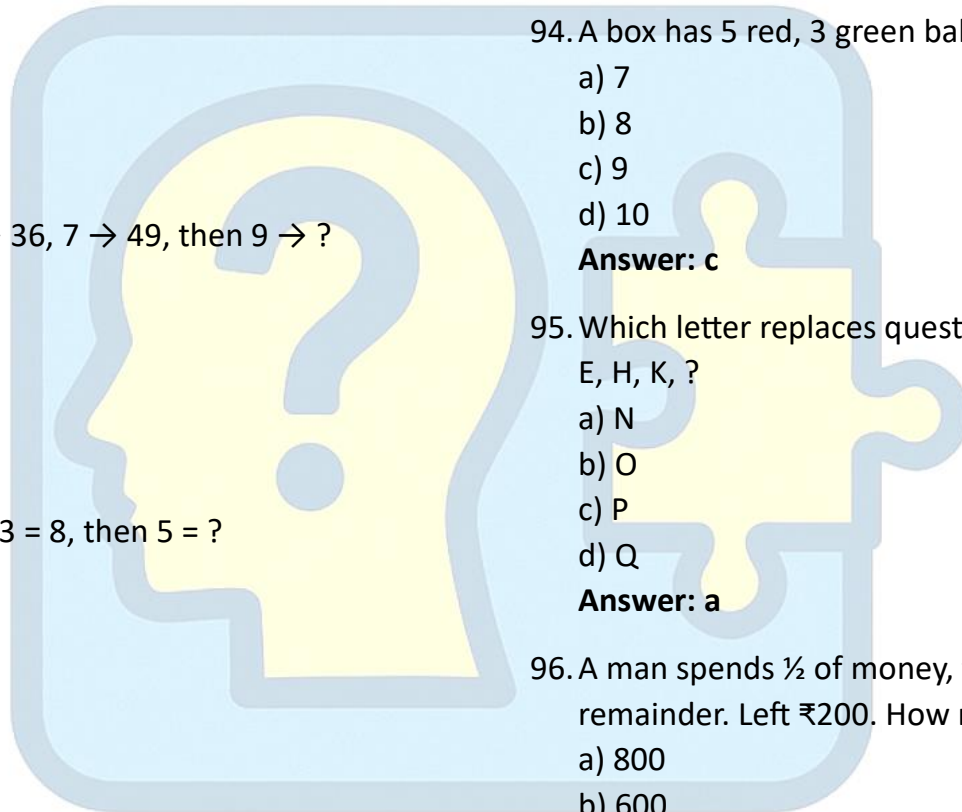 36, 7 → 49, then 9 → ?
3 = 8, then 5 = ?
94. A box has 5 red, 3 green
a) 7
b) 8
c) 9
d) 10
Answer: c
95. Which letter replaces
E, H, K, ?
a) N
b) O
c) P
d) Q
Answer: a
96. A man spends ½ of money,
remainder. Left ₹200. How
a) 800
b) 600